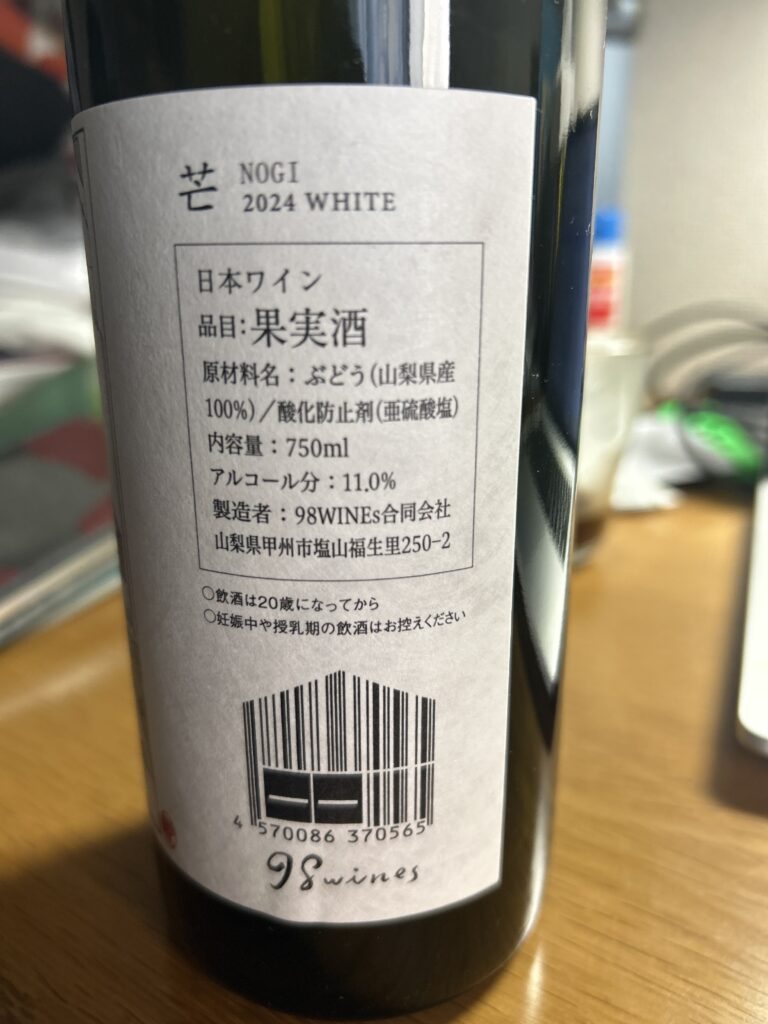 芒 NOGI
2024 WHITE
日本ワイン
品目:果実酒
原材料名：ぶどう(山梨県産
100%)／酸化防止剤(亜硫酸塩)
内容量：750ml
アルコール分：11.0%
製造者：98WINEs合同会社
山梨県甲州市塩山福生里250-2
○飲酒は20歳になってから
○妊娠中や授乳期の飲酒はお控えください
4 570086 370565
98wines